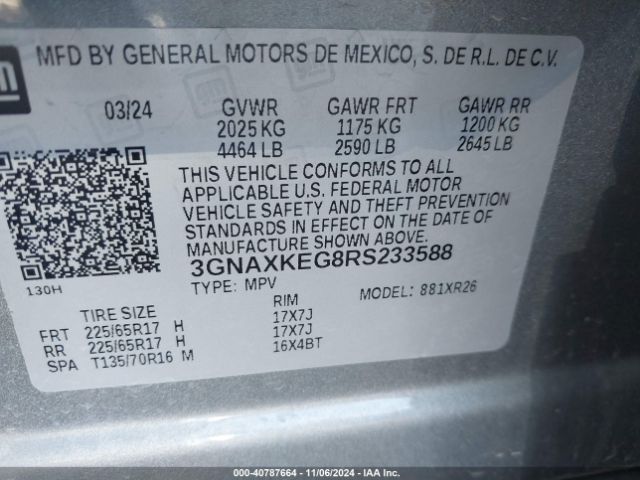 GM
MFD BY GENERAL MOTORS DE MEXICO, S. DE R.L. DE C.V.
03/24 GVWR GAWR FRT GAWR RR
2025 KG 1175 KG 1200 KG
4464 LB 2590 LB 2645 LB
THIS VEHICLE CONFORMS TO ALL
APPLICABLE U.S. FEDERAL MOTOR
VEHICLE SAFETY AND THEFT PREVENTION
STANDARDS IN EFFECT ON THE DATE OF
MANUFACTURE SHOWN ABOVE.
3GNAXKEG8RS233588
130H TYPE: MPV MODEL: 881XR26
TIRE SIZE RIM
FRT 225/65R17 H 17X7J
RR 225/65R17 H 17X7J
SPA T135/70R16 M 16X4BT
000-40787664 - 11/06/2024 - IAA Inc.